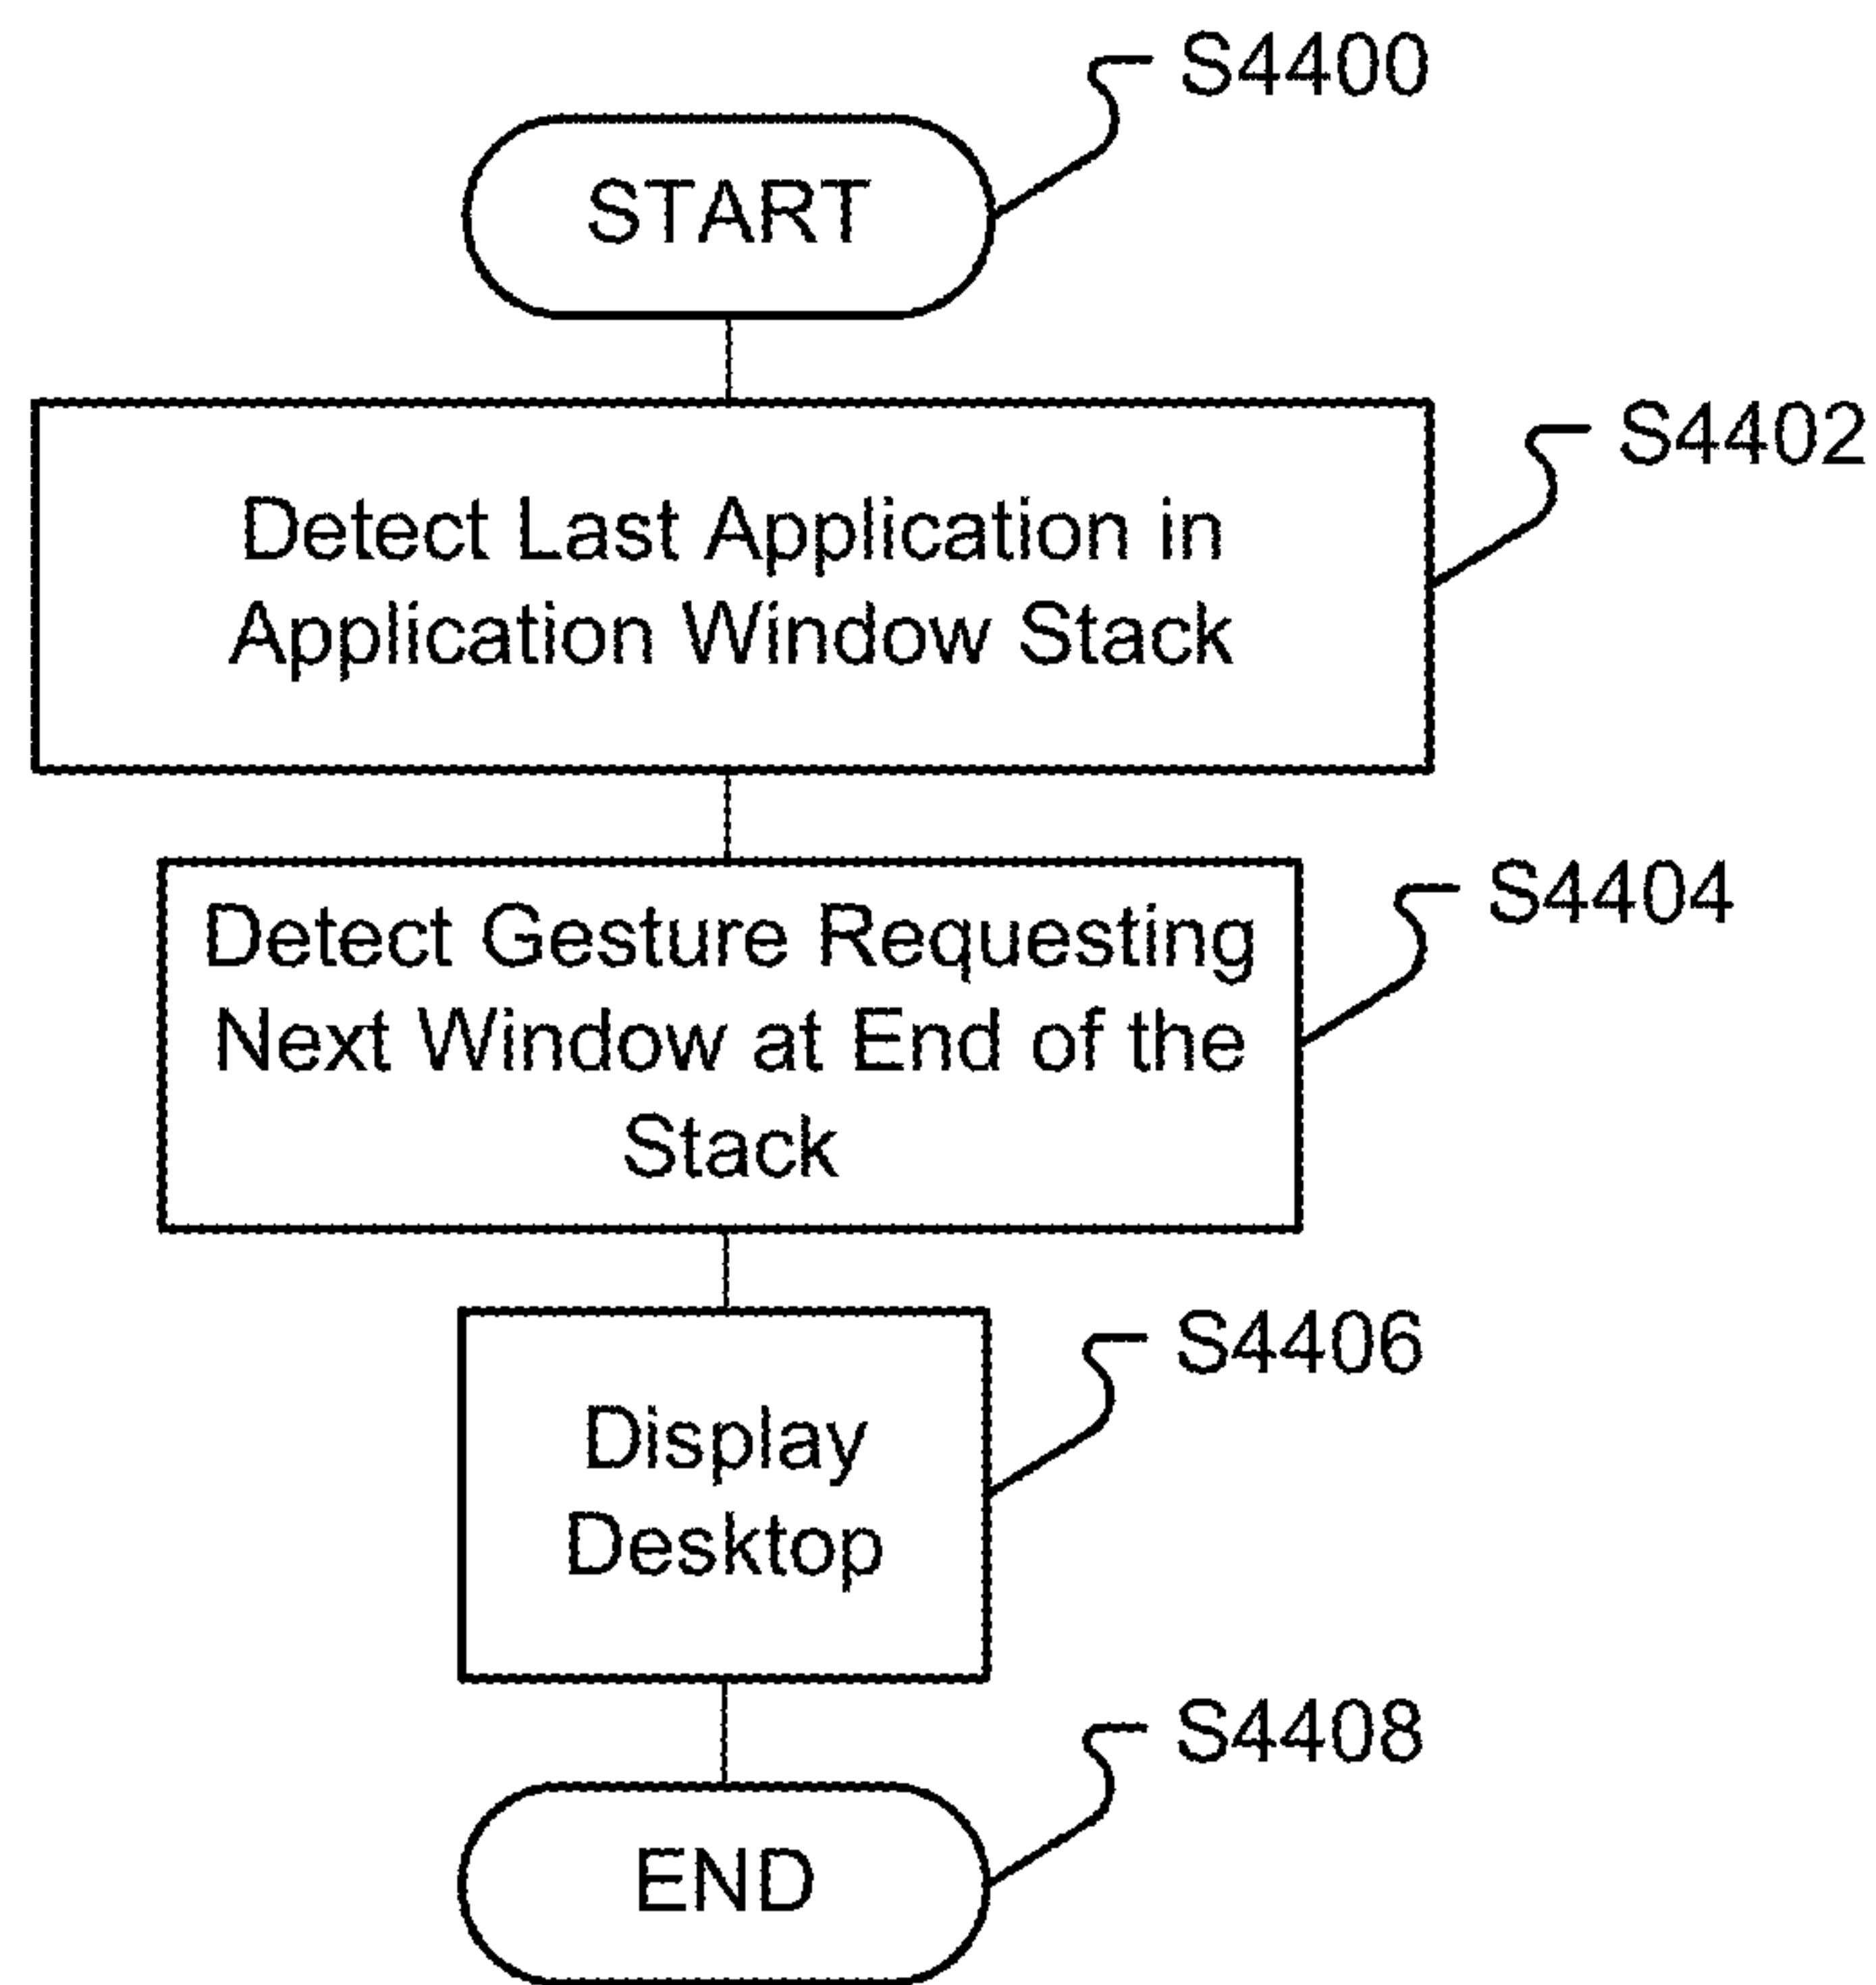 S4400
START
S4402
Detect Last Application in
Application Window Stack
S4404
Detect Gesture Requesting
Next Window at End of the
Stack
S4406
Display
Desktop
S4408
END